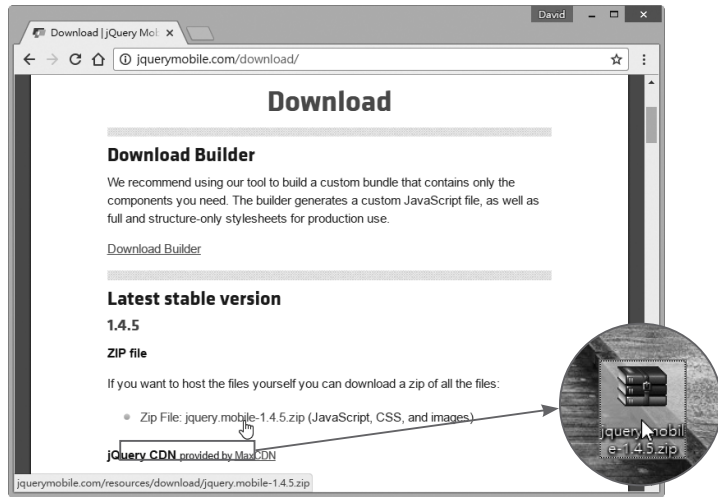 David
Download | jQuery Mob
jquerymobile.com/download/
Download
Download Builder
We recommend using our tool to build a custom bundle that contains only the
components you need. The builder generates a custom JavaScript file, as well as
full and structure-only stylesheets for production use.
Download Builder
Latest stable version
1.4.5
ZIP file
If you want to host the files yourself you can download a zip of all the files:
Zip File: jquery.mobile-1.4.5.zip (JavaScript, CSS, and images)
jQuery CDN provided by MaxCDN
jquerymobile.com/resources/download/jquery.mobile-1.4.5.zip
jquery.mobil
e-1.4.5.zip